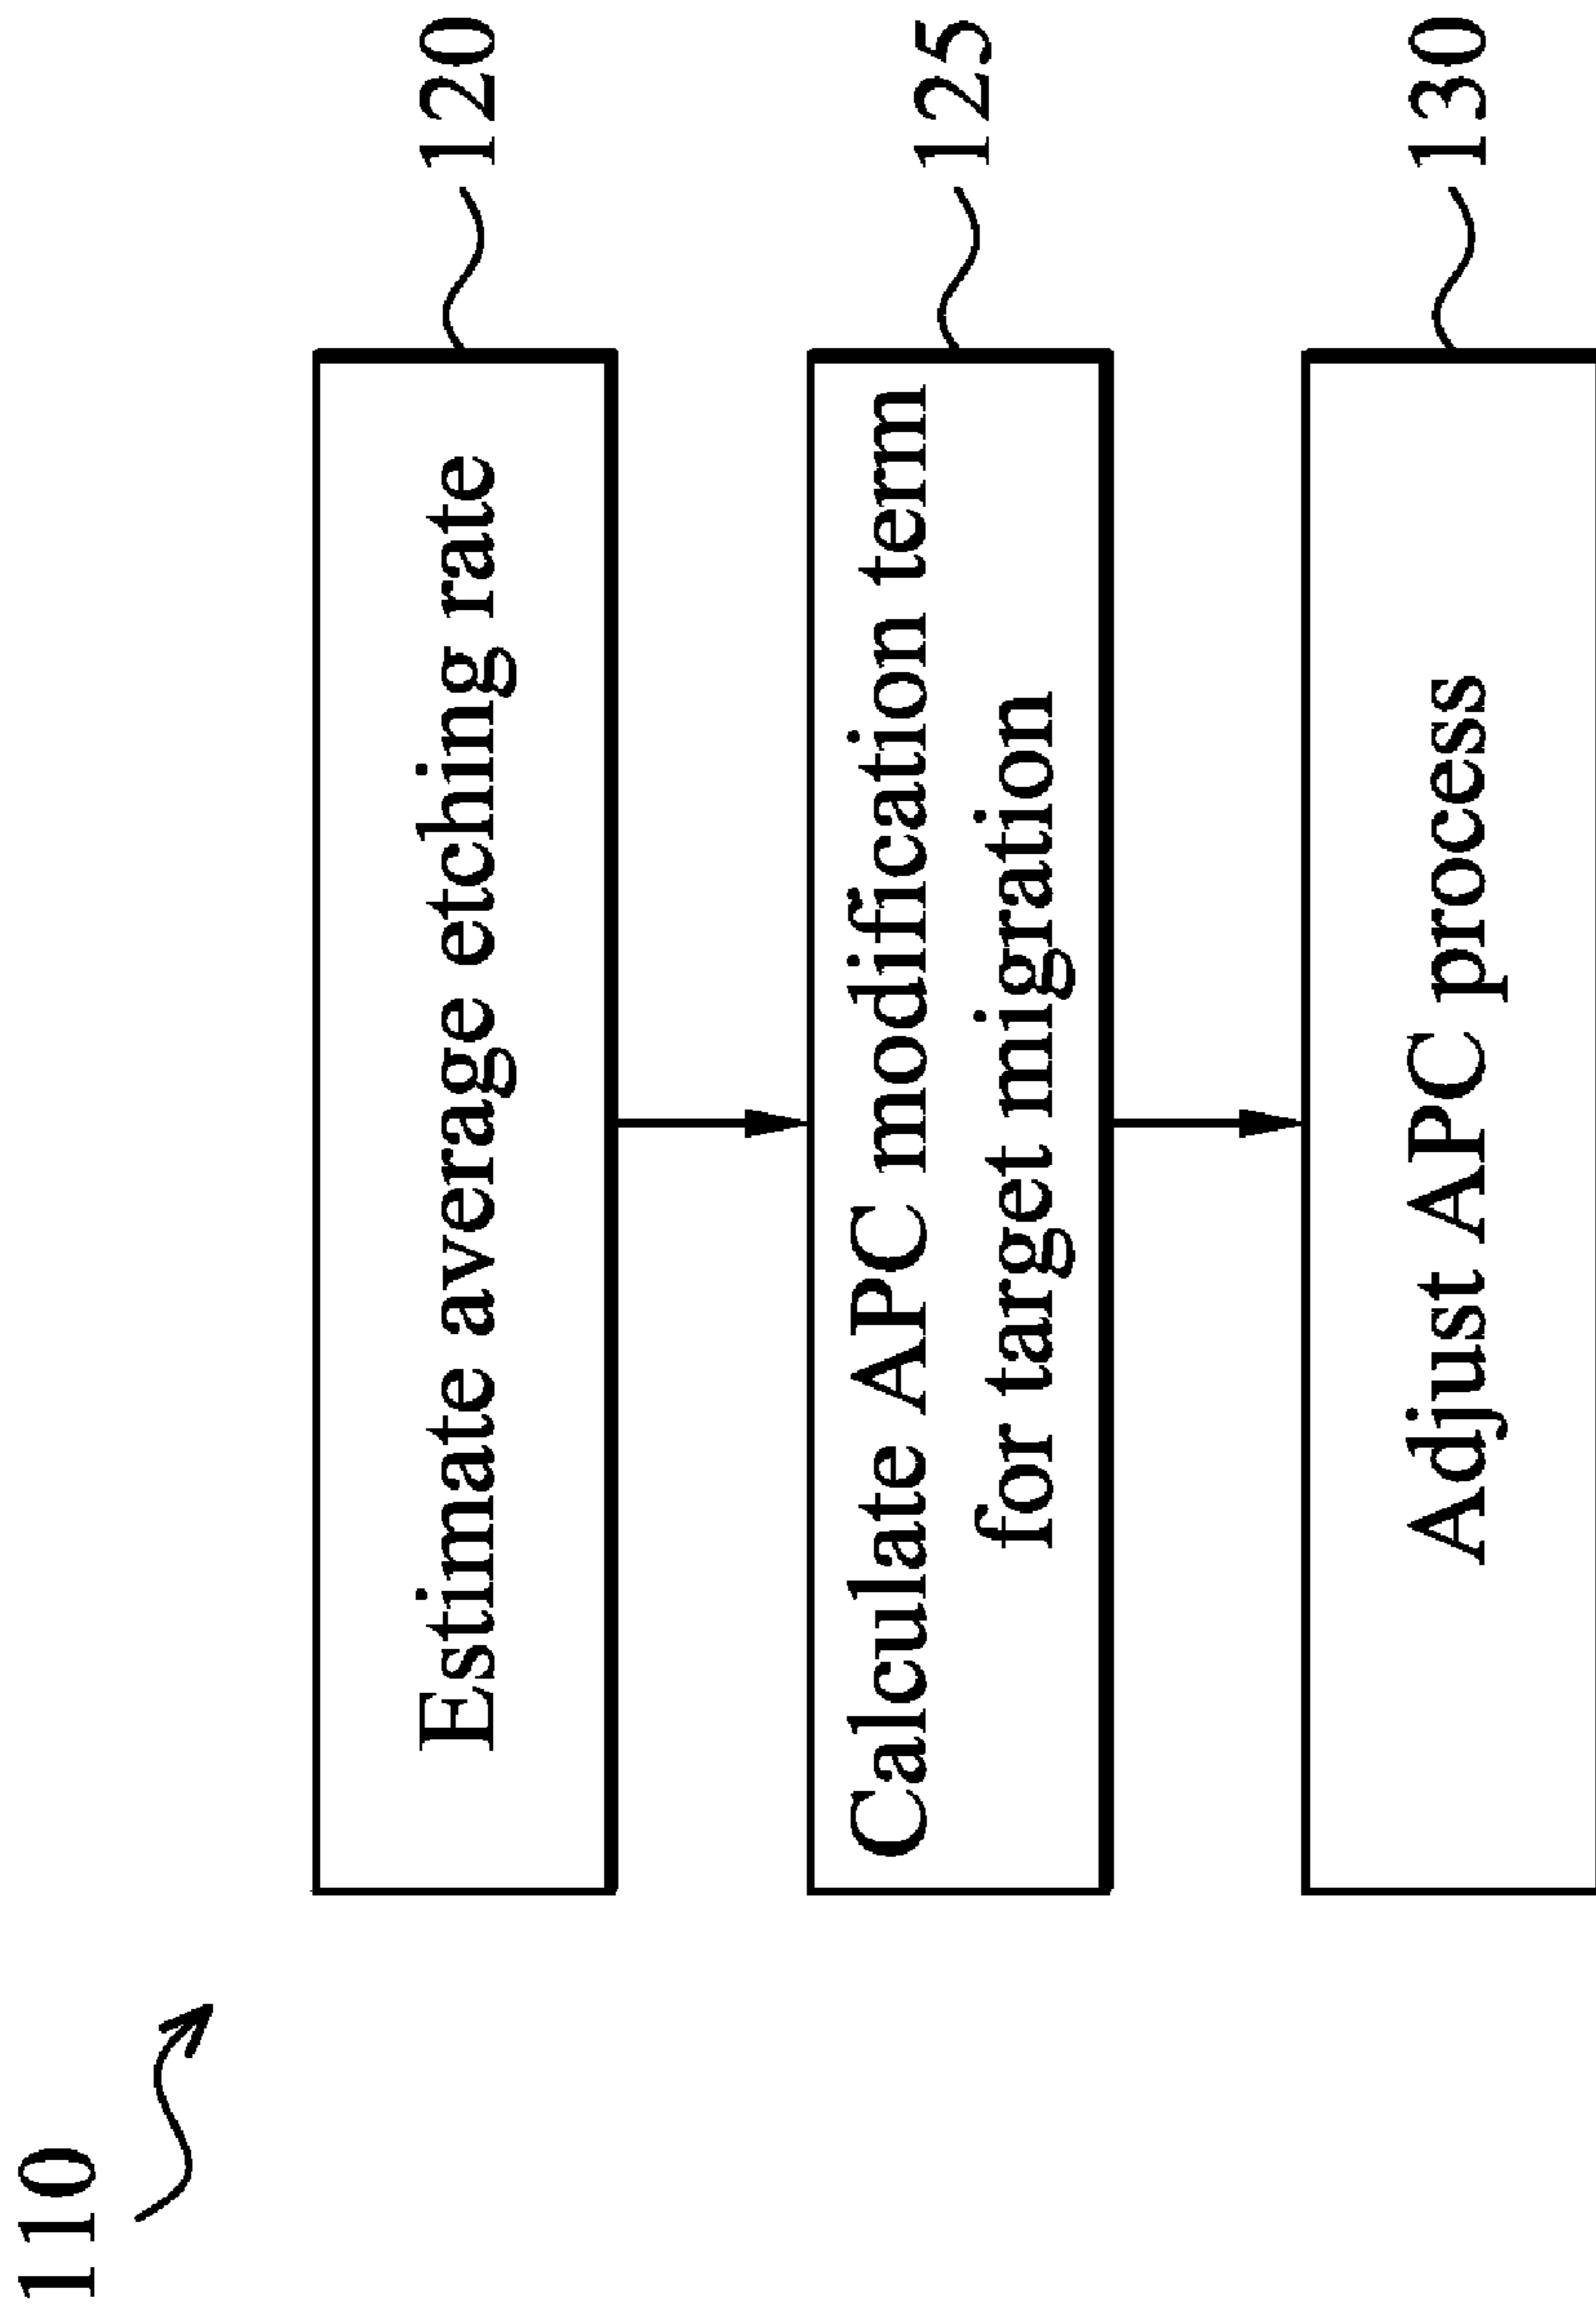 110
Estimate average etching rate
120
Calculate APC modification term
for target migration
125
Adjust APC process
130